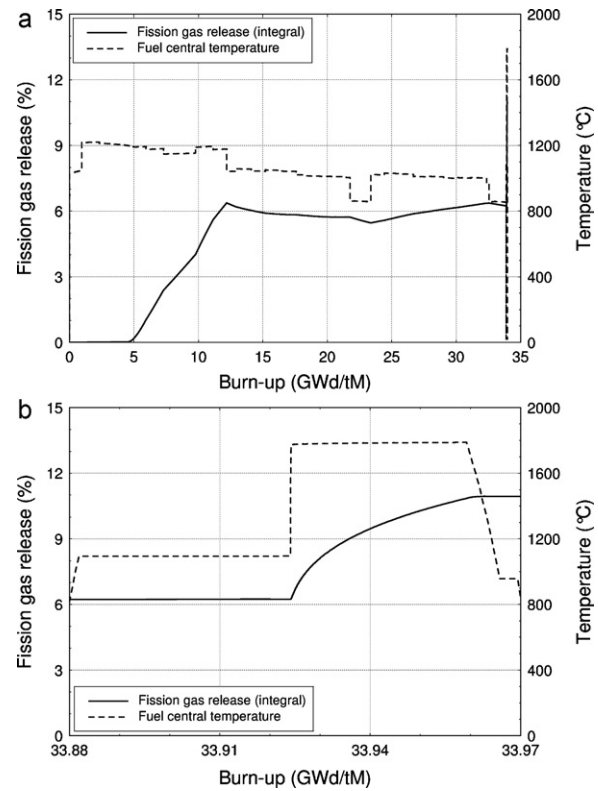 a
Fission gas release (integral)
Fuel central temperature
15
12
9
6
3
0
Fission gas release (%)
2000
1600
1200
800
400
0
Temperature (°C)
0 5 10 15 20 25 30 35
Burn-up (GWd/tM)
b
15
12
9
6
3
0
Fission gas release (%)
2000
1600
1200
800
400
0
Temperature (°C)
Fission gas release (integral)
Fuel central temperature
33.88 33.91 33.94 33.97
Burn-up (GWd/tM)